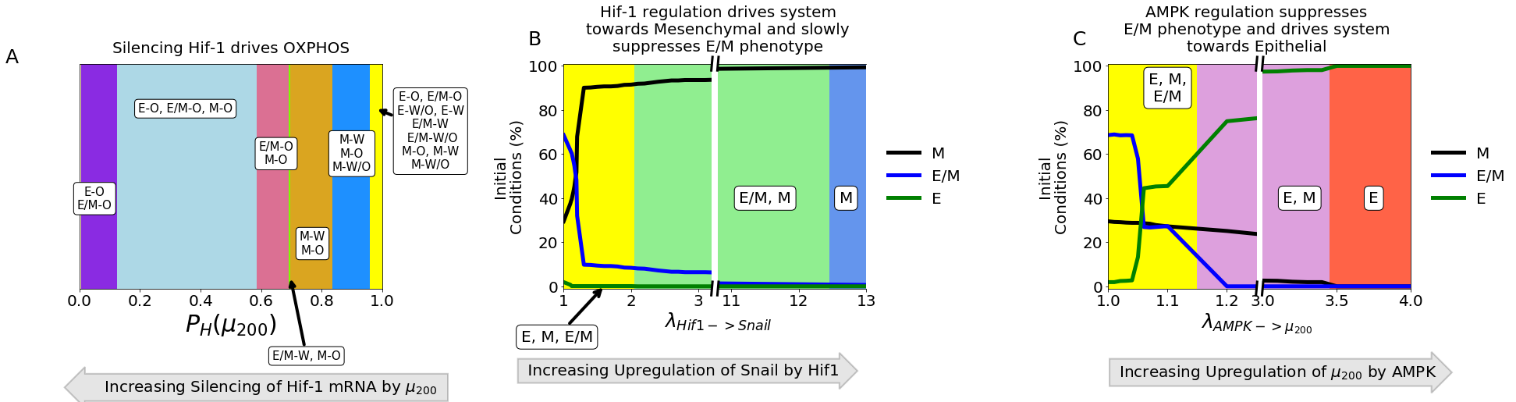 A
Silencing Hif-1 drives OXPHOS
E-O, E/M-O, M-O
E-O
E/M-O
E/M-O
M-O
M-W
M-O
M-W
M-O
M-W/O
E-O, E/M-O
E-W/O, E-W
E/M-W
E/M-W/O
M-O, M-W
M-W/O
0.0 0.2 0.4 0.6 0.8 1.0
P_H(μ_200)
E/M-W, M-O
Increasing Silencing of Hif-1 mRNA by μ_200
B
Hif-1 regulation drives system
towards Mesenchymal and slowly
suppresses E/M phenotype
Initial
Conditions (%)
100
80
60
40
20
0
E/M, M
M
1 2 3 11 12 13
λ_Hif1->Snail
E, M, E/M
M
E/M
E
Increasing Upregulation of Snail by Hif1
C
AMPK regulation suppresses
E/M phenotype and drives system
towards Epithelial
Initial
Conditions (%)
100
80
60
40
20
0
E, M,
E/M
E, M
E
1.0 1.1 1.2 3.0 3.5 4.0
λ_AMPK->μ_200
M
E/M
E
Increasing Upregulation of μ_200 by AMPK